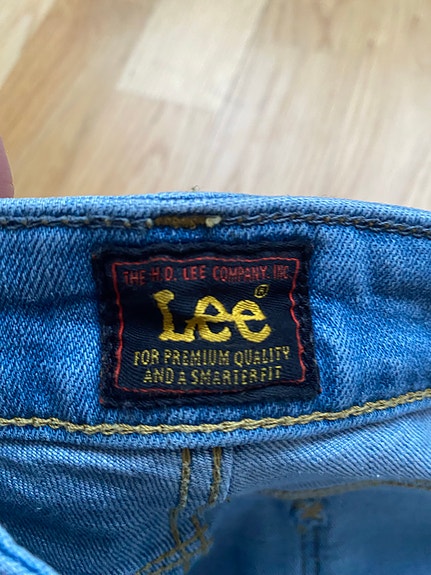 THE H.D. LEE COMPANY, INC.
Lee®
FOR PREMIUM QUALITY
AND A SMARTER FIT